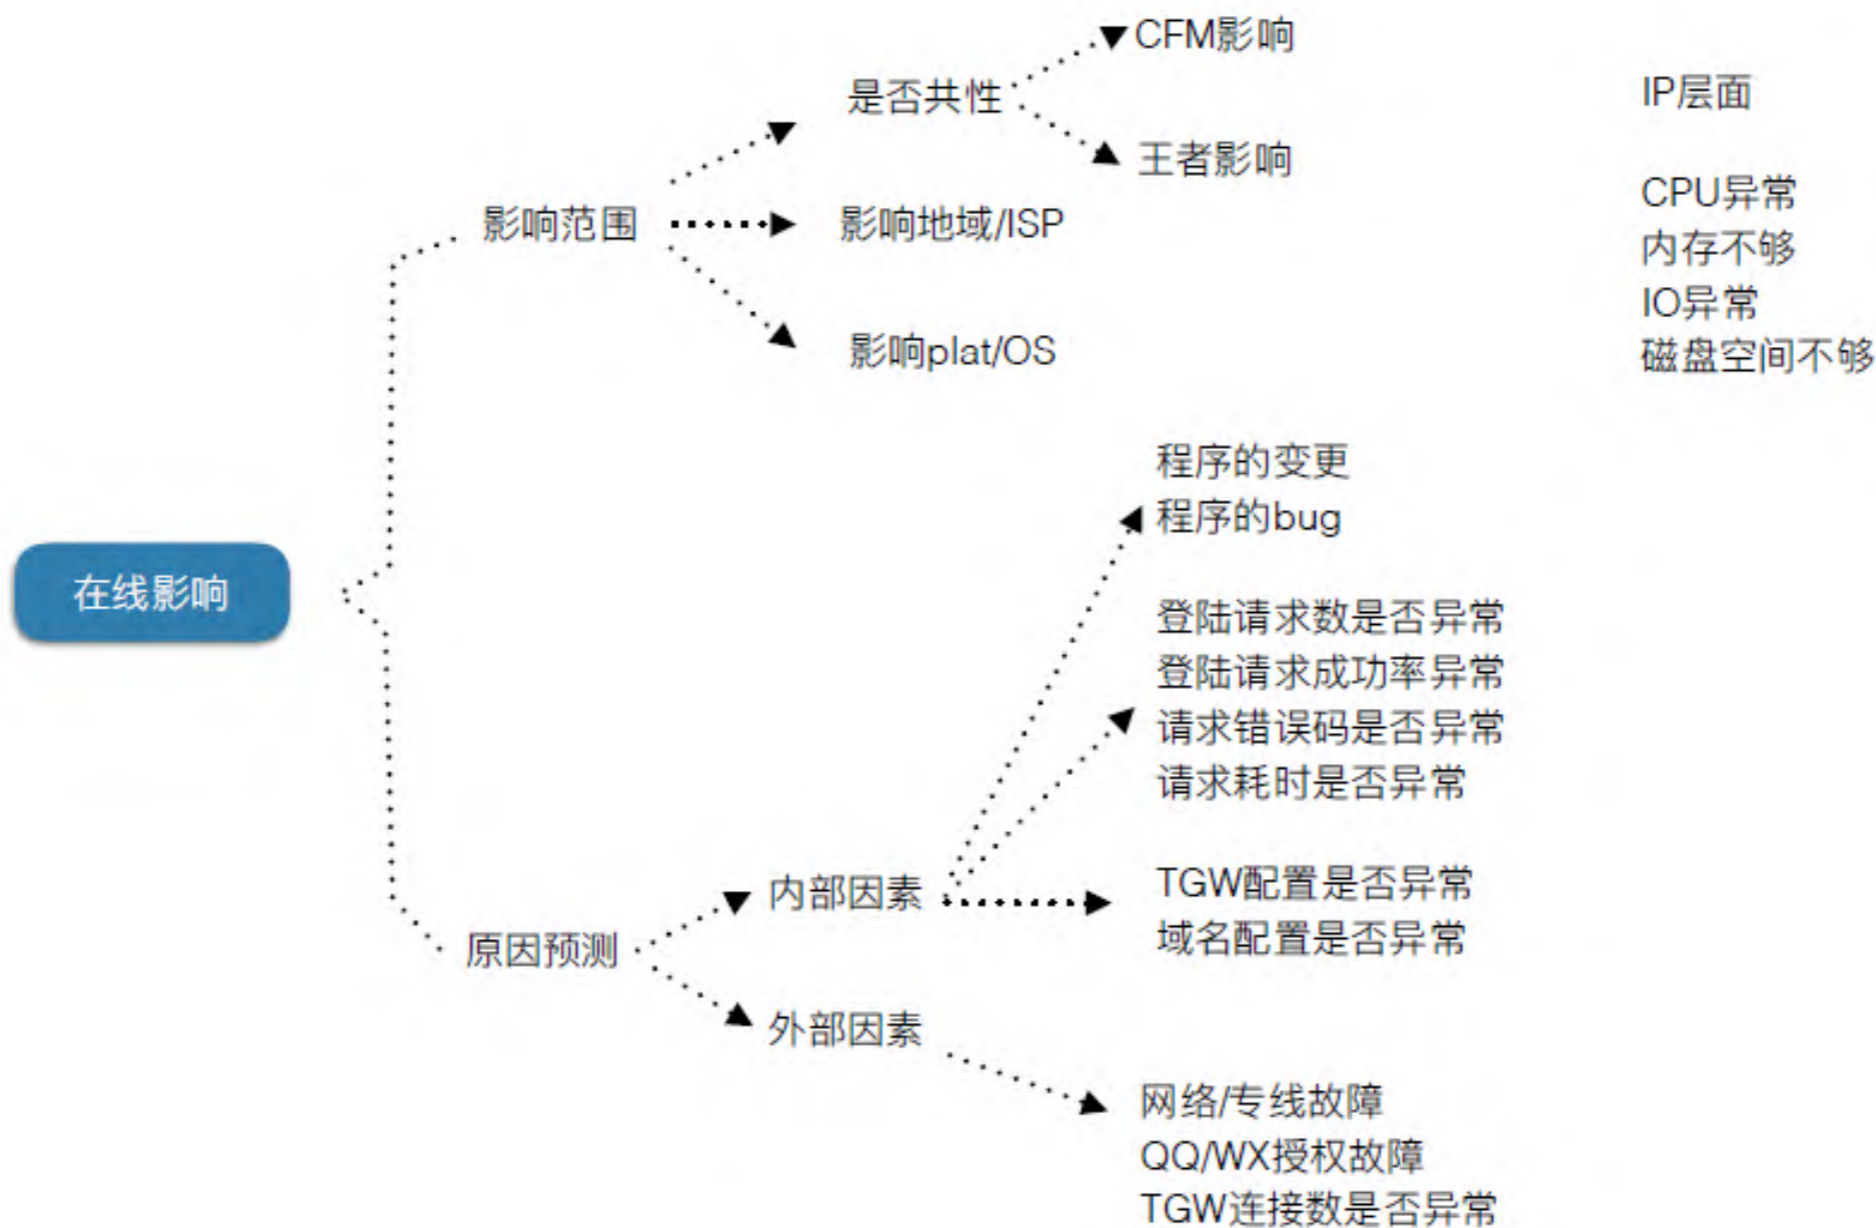 CFM影响
是否共性
IP层面
王者影响
CPU异常
影响范围
影响地域/ISP
内存不够
IO异常
影响plat/OS
磁盘空间不够
程序的变更
程序的bug
在线影响
登陆请求数是否异常
登陆请求成功率异常
请求错误码是否异常
请求耗时是否异常
内部因素
TGW配置是否异常
域名配置是否异常
原因预测
外部因素
网络/专线故障
QQ/WX授权故障
TGW连接数是否异常